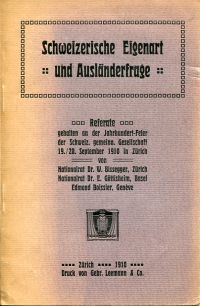 Schweizerische Eigenart
:: und Ausländerfrage ::
□□□ Referate □□□
gehalten an der Jahrhundert-Feier
der Schweiz. gemeinn. Gesellschaft
19./20. September 1910 in Zürich
von
Nationalrat Dr. W. Bissegger, Zürich
Nationalrat Dr. E. Göttisheim, Basel
Edmond Boissier, Genève
Zürich 1910
Druck von Gebr. Leemann & Co.